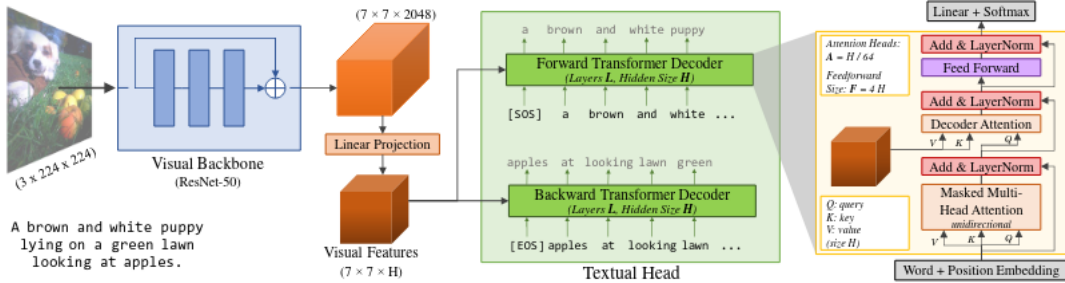 (3 x 224 x 224)
A brown and white puppy
lying on a green lawn
looking at apples.
Visual Backbone
(ResNet-50)
(7 × 7 × 2048)
Linear Projection
Visual Features
(7 × 7 × H)
a brown and white puppy
Forward Transformer Decoder
(Layers L, Hidden Size H)
[SOS] a brown and white ...
apples at looking lawn green
Backward Transformer Decoder
(Layers L, Hidden Size H)
[EOS] apples at looking lawn ...
Textual Head
Attention Heads:
A = H / 64
Feedforward
Size: F = 4 H
Q: query
K: key
V: value
(size H)
Linear + Softmax
Add & LayerNorm
Feed Forward
Add & LayerNorm
Decoder Attention
V K Q
Add & LayerNorm
Masked Multi-
Head Attention
unidirectional
V K Q
Word + Position Embedding